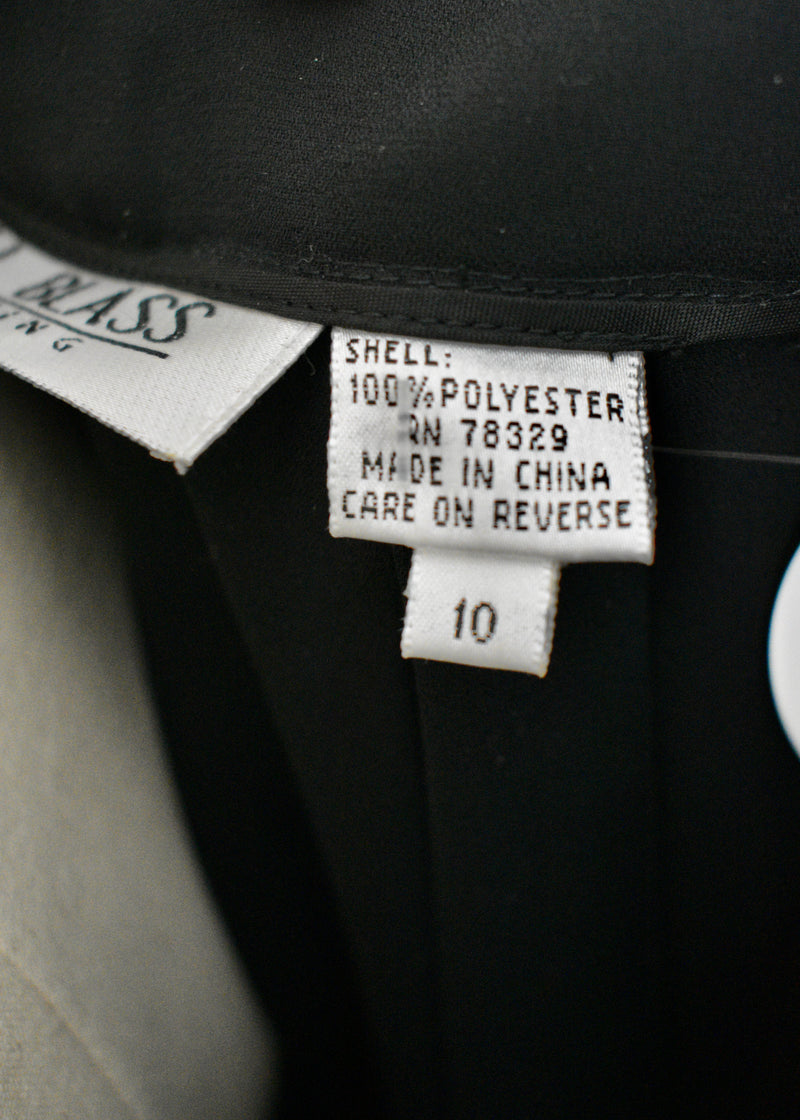 BLASS
SHELL:
100% POLYESTER
RN 78329
MADE IN CHINA
CARE ON REVERSE
10